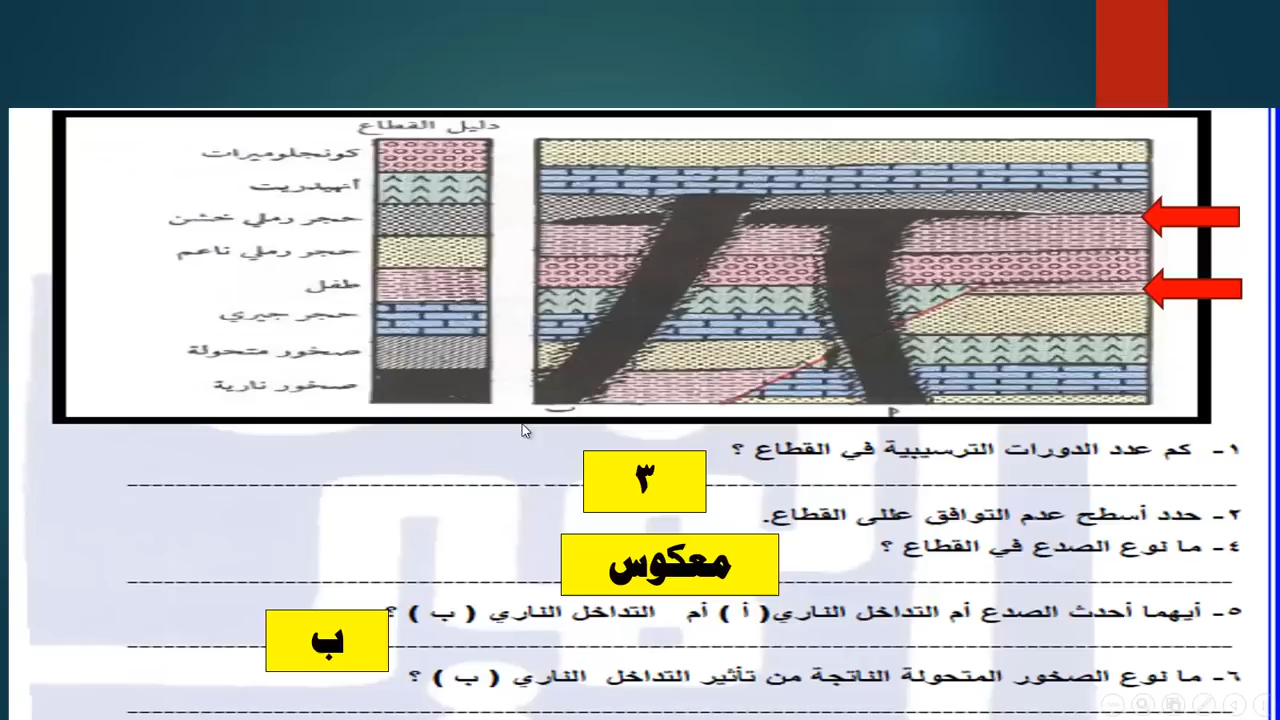 دليل القطاع
كونجلوميرات
أنهيدريت
حجر رملي خشن
حجر رملي ناعم
طفل
حجر جيري
صخور متحولة
صخور نارية
ب
أ
١- كم عدد الدورات الترسيبية في القطاع ؟
٣
٢- حدد أسطح عدم التوافق عللى القطاع.
٤- ما نوع الصدع في القطاع ؟
معكوس
٥- أيهما أحدث الصدع أم التداخل الناري( أ ) أم التداخل الناري ( ب ) ؟
ب
٦- ما نوع الصخور المتحولة الناتجة من تأثير التداخل الناري ( ب ) ؟